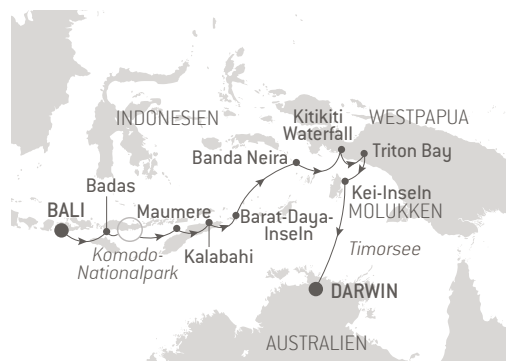 INDONESIEN
Kitikiti
Waterfall
WESTPAPUA
Banda Neira
Triton Bay
Badas
Kei-Inseln
MOLUKKEN
BALI
Maumere
Barat-Daya-
Inseln
Komodo-
Nationalpark
Kalabahi
Timorsee
DARWIN
AUSTRALIEN